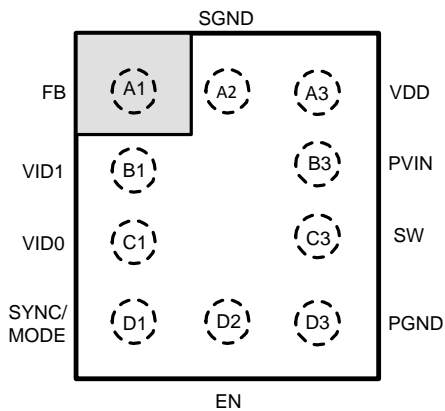 SGND
FB A1 A2 A3 VDD
VID1 B1 B3 PVIN
VID0 C1 C3 SW
SYNC/
MODE D1 D2 D3 PGND
EN